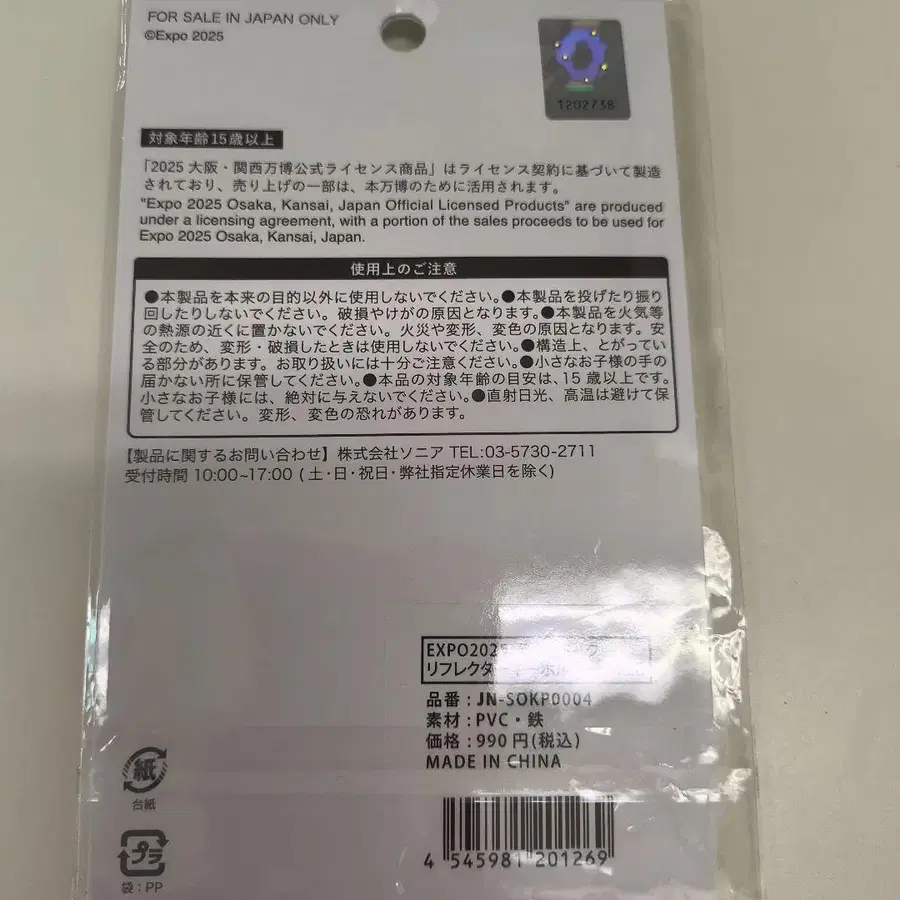 FOR SALE IN JAPAN ONLY
©Expo 2025
1202738
対象年齢15歳以上
「2025 大阪・関西万博公式ライセンス商品」はライセンス契約に基づいて製造
されており、売り上げの一部は、本万博のために活用されます。
"Expo 2025 Osaka, Kansai, Japan Official Licensed Products" are produced
under a licensing agreement, with a portion of the sales proceeds to be used for
Expo 2025 Osaka, Kansai, Japan.
使用上のご注意
●本製品を本来の目的以外に使用しないでください。●本製品を投げたり振り
回したりしないでください。破損やけがの原因となります。●本製品を火気等
の熱源の近くに置かないでください。火災や変形、変色の原因となります。安
全のため、変形・破損したときは使用しないでください。●構造上、とがってい
る部分があります。お取り扱いには十分ご注意ください。●小さなお子様の手の
届かない所に保管してください。●本品の対象年齢の目安は、15歳以上です。
小さなお子様には、絶対に与えないでください。●直射日光、高温は避けて保
管してください。変形、変色の恐れがあります。
【製品に関するお問い合わせ】株式会社ソニア TEL:03-5730-2711
受付時間 10:00~17:00 (土・日・祝日・弊社指定休業日を除く)
EXPO2025
リフレクター
品番:JN-SOKP0004
素材:PVC・鉄
価格:990円(税込)
MADE IN CHINA
紙
台紙
プラ
袋:PP
4 545981 201269